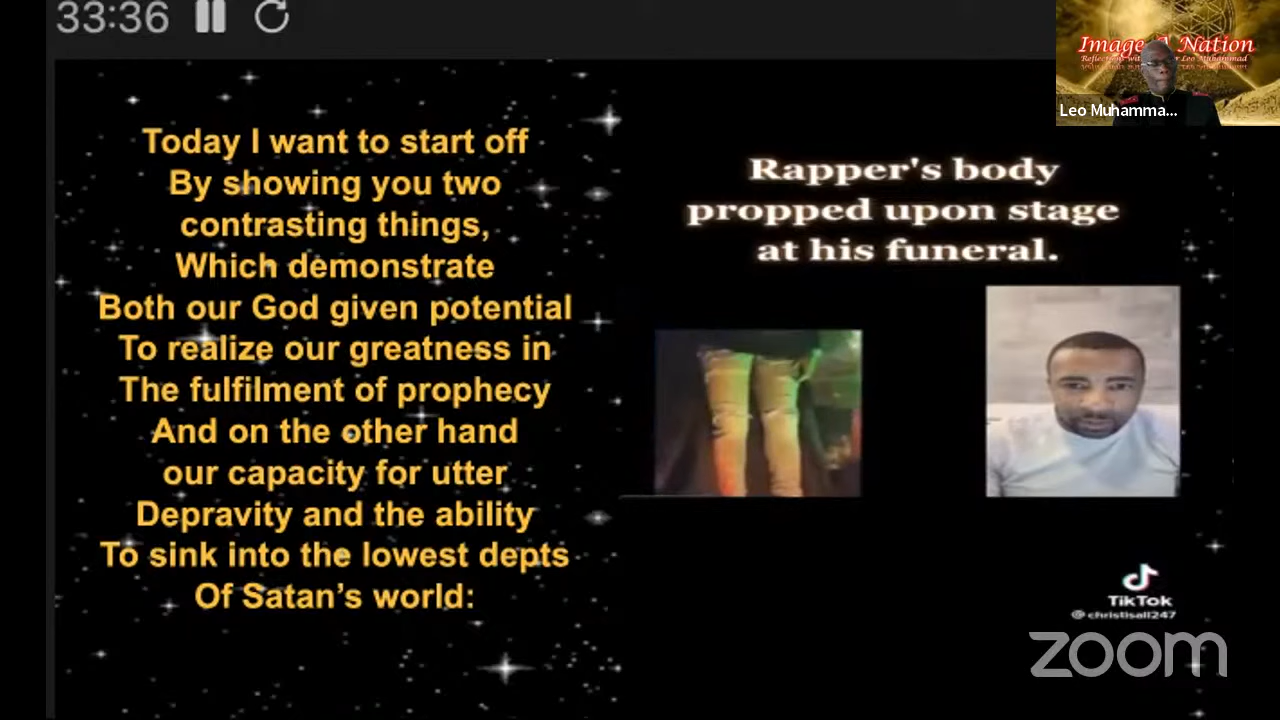 33:36
Image A Nation
Leo Muhamma...
Today I want to start off
By showing you two
contrasting things,
Which demonstrate
Both our God given potential
To realize our greatness in
The fulfilment of prophecy
And on the other hand
our capacity for utter
Depravity and the ability
To sink into the lowest depts
Of Satan's world:
Rapper's body
propped upon stage
at his funeral.
TikTok
@christisall247
zoom